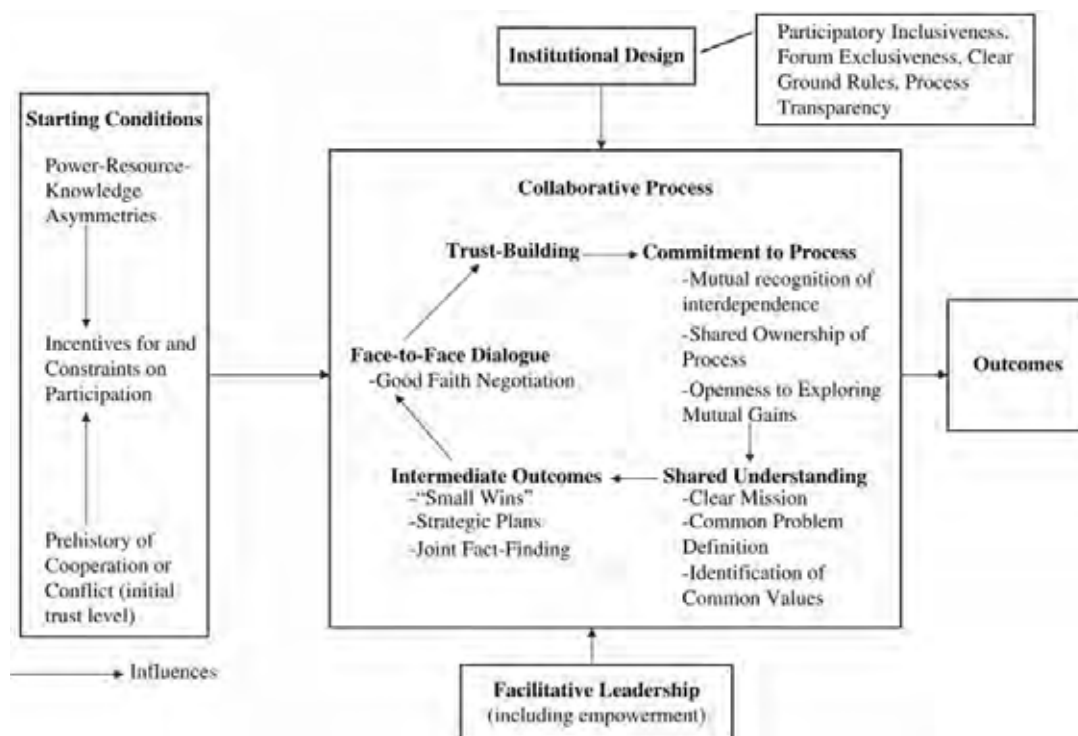 Institutional Design
Participatory Inclusiveness,
Forum Exclusiveness, Clear
Ground Rules, Process
Transparency
Starting Conditions
Power-Resource-
Knowledge
Asymmetries
Incentives for and
Constraints on
Participation
Prehistory of
Cooperation or
Conflict (initial
trust level)
Influences
Collaborative Process
Trust-Building
Commitment to Process
-Mutual recognition of
interdependence
-Shared Ownership of
Process
-Openness to Exploring
Mutual Gains
Face-to-Face Dialogue
-Good Faith Negotiation
Intermediate Outcomes
-“Small Wins”
-Strategic Plans
-Joint Fact-Finding
Shared Understanding
-Clear Mission
-Common Problem
Definition
-Identification of
Common Values
Outcomes
Facilitative Leadership
(including empowerment)